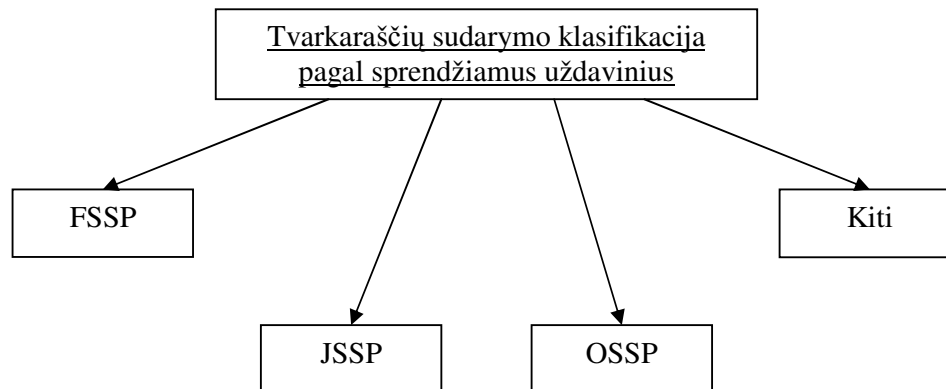 Tvarkaraščių sudarymo klasifikacija
pagal sprendžiamus uždavinius
FSSP
Kiti
JSSP
OSSP